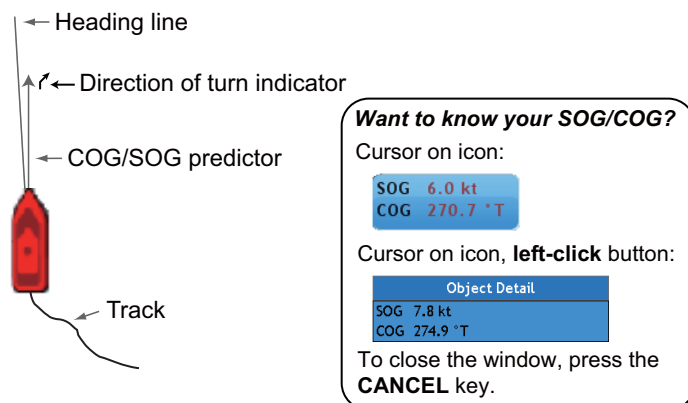 Heading line
Direction of turn indicator
COG/SOG predictor
Track
Want to know your SOG/COG?
Cursor on icon:
SOG 6.0 kt
COG 270.7 °T
Cursor on icon, left-click button:
Object Detail
SOG 7.8 kt
COG 274.9 °T
To close the window, press the
CANCEL key.